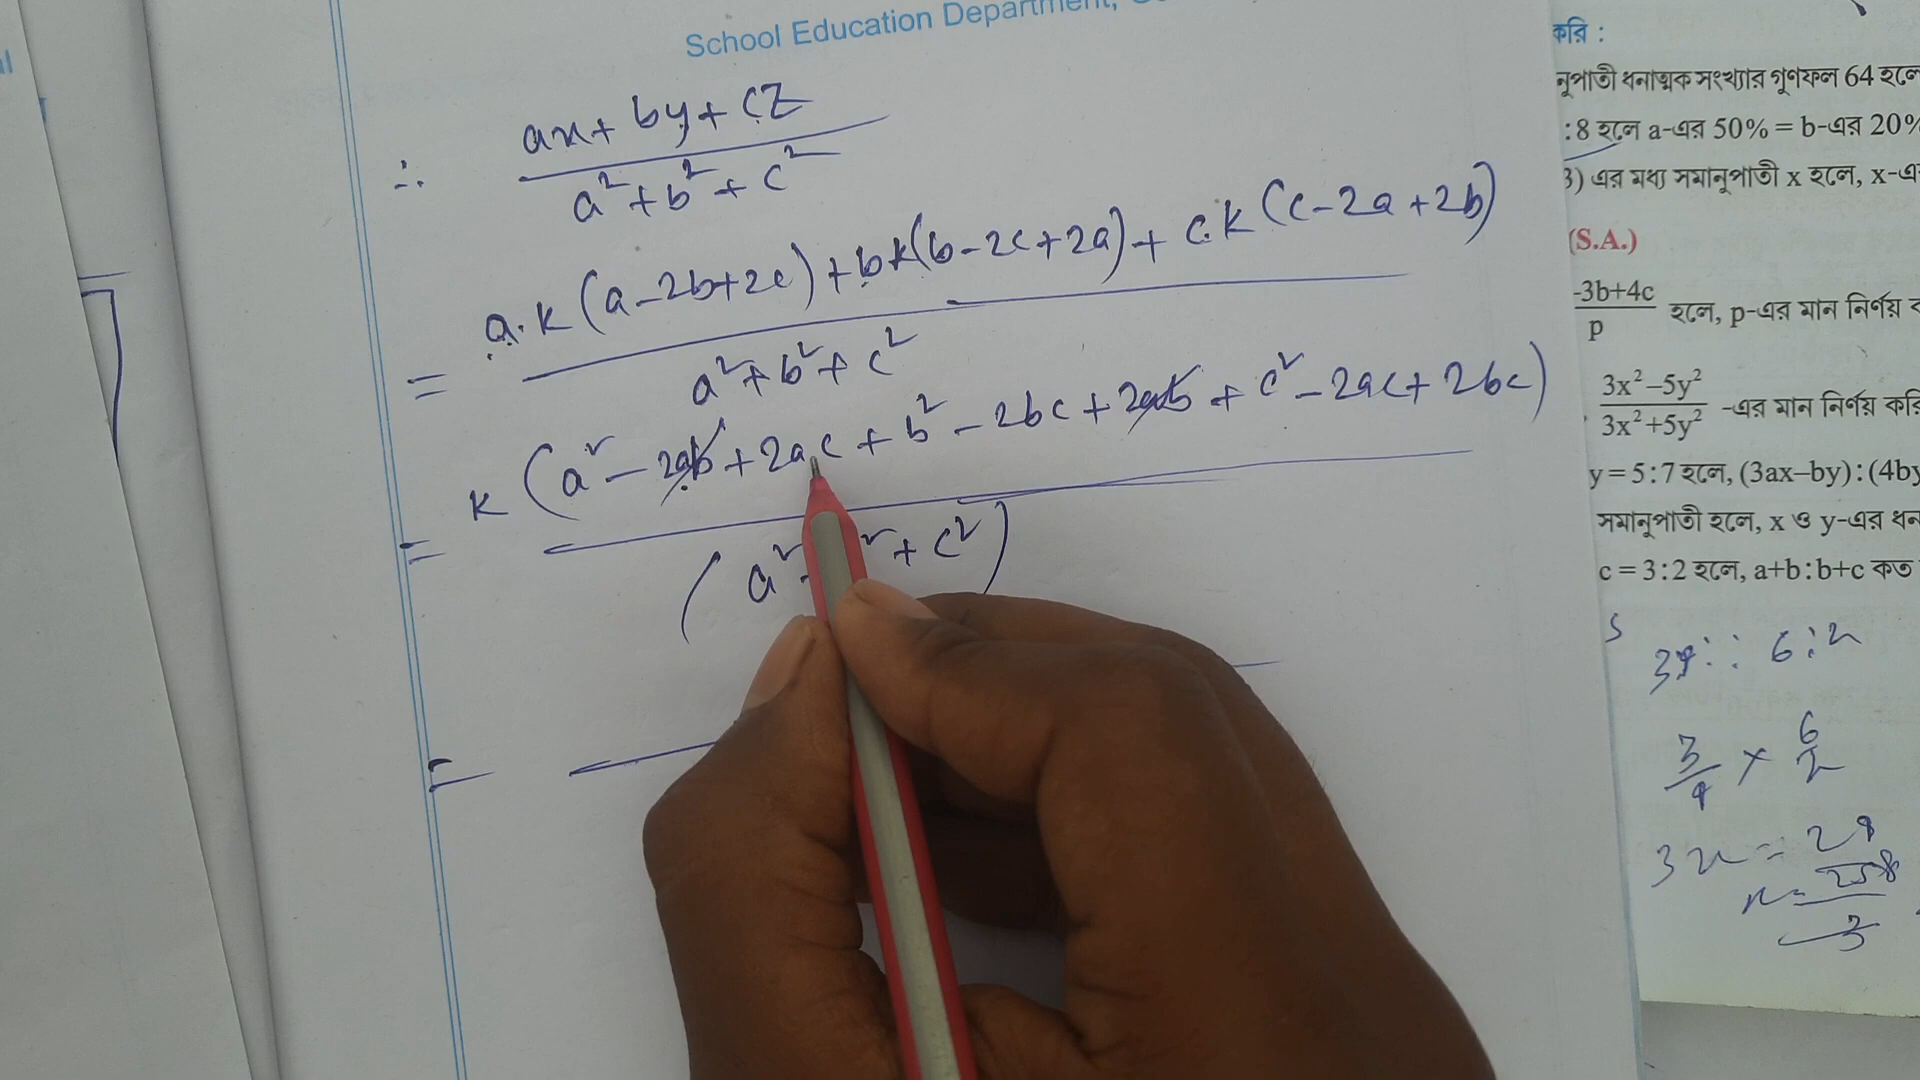 School Education Department,
∴ ax + by + cz / a² + b² + c²
= a.k (a - 2b + 2c) + bk(b - 2c + 2a) + c.k (c - 2a + 2b) / a² + b² + c²
= k (a² - 2ab + 2ac + b² - 2bc + 2ab + c² - 2ac + 2bc) / (a² + c²)
=
করি :
নুপাতী ধনাত্মক সংখ্যার গুণফল 64 হলে
:8 হলে a-এর 50% = b-এর 20%
3) এর মধ্য সমানুপাতী x হলে, x-এ
(S.A.)
-3b+4c / p হলে, p-এর মান নির্ণয় ক
3x²–5y² / 3x²+5y² -এর মান নির্ণয় করি
y = 5 : 7 হলে, (3ax–by) : (4by
সমানুপাতী হলে, x ও y-এর ধন
c = 3 : 2 হলে, a+b : b+c কত
6 : x
3x =